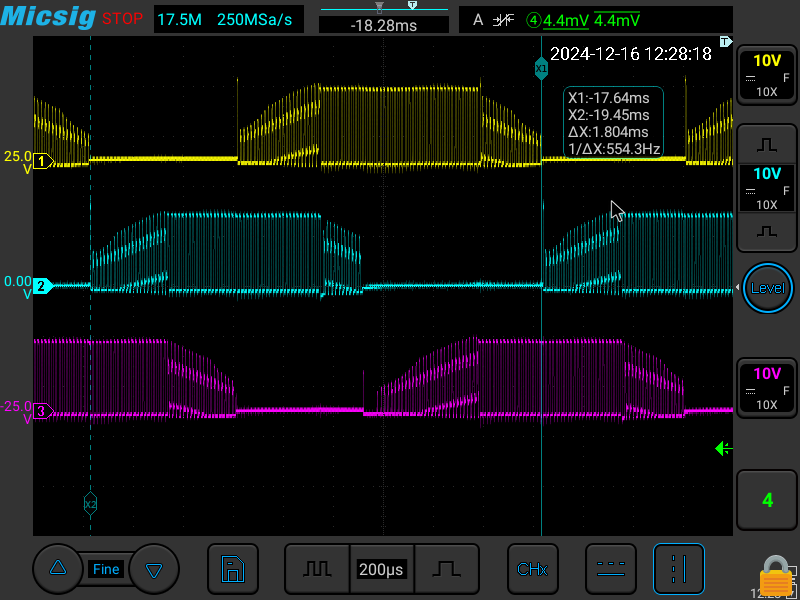 Micsig STOP 17.5M 250MSa/s -18.28ms A 4 4.4mV 4.4mV
T
T
2024-12-16 12:28:18
X1
X1:-17.64ms
X2:-19.45ms
ΔX:1.804ms
1/ΔX:554.3Hz
10V
F
10X
25.0
V
1
10V
F
10X
0.00
V
2
Level
10V
F
10X
-25.0
V
3
X2
4
Fine
200μs
CHx